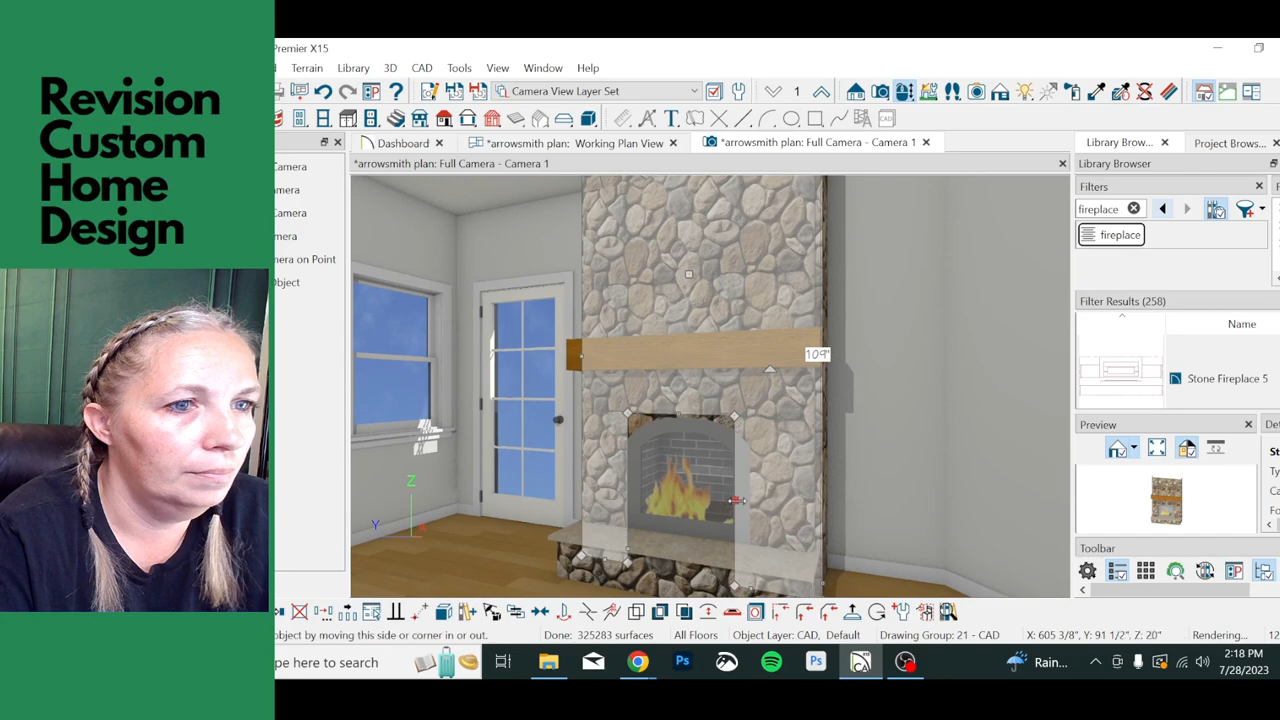 Revision
Custom
Home
Design
Premier X15
Terrain Library 3D CAD Tools View Window Help
Camera View Layer Set
1
Dashboard
*arrowsmith plan: Working Plan View
*arrowsmith plan: Full Camera - Camera 1
Library Brow...
Project Brows...
*arrowsmith plan: Full Camera - Camera 1
Library Browser
Camera
amera
Camera
mera
mera on Point
Object
Filters
fireplace
fireplace
Filter Results (258)
Name
Stone Fireplace 5
109"
Z
Y
X
Preview
Toolbar
object by moving this side or corner in or out.
Done: 325283 surfaces
All Floors
Object Layer: CAD, Default
Drawing Group: 21 - CAD
X: 605 3/8", Y: 91 1/2", Z: 20"
Rendering...
pe here to search
Rain...
2:18 PM
7/28/2023